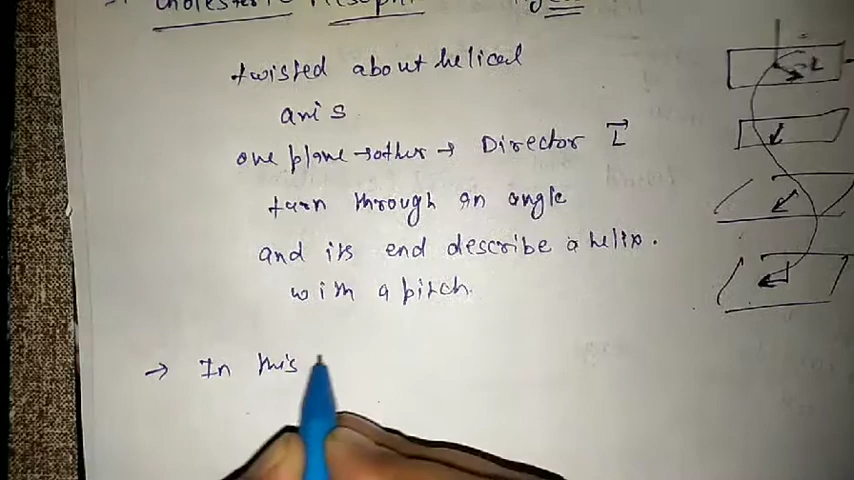 twisted about helical
axis
one plane → other → Director L
turn through an angle
and its end describe a helix.
with a pitch.
→ In this